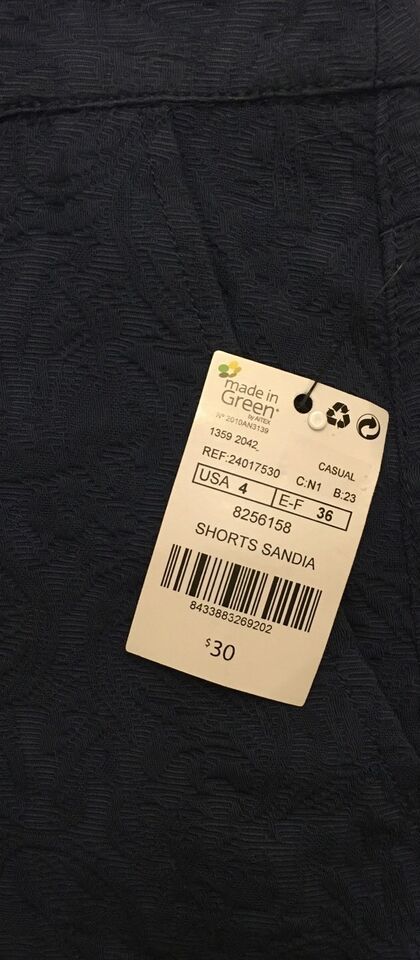 made in
Green®
by AITEX
Nº 2010AN3139
1359 2042
CASUAL
REF:24017530
C:N1 B:23
USA 4
E-F 36
8256158
SHORTS SANDIA
8433883269202
$30